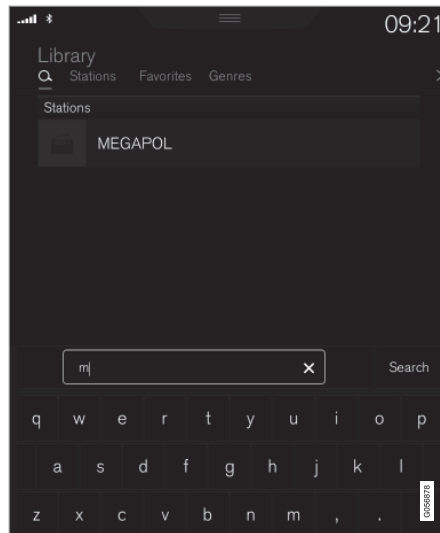 09:21
Library
Stations Favorites Genres
Stations
MEGAPOL
m
Search
q w e r t y u i o p
a s d f g h j k l
z x c v b n m , .
G056878